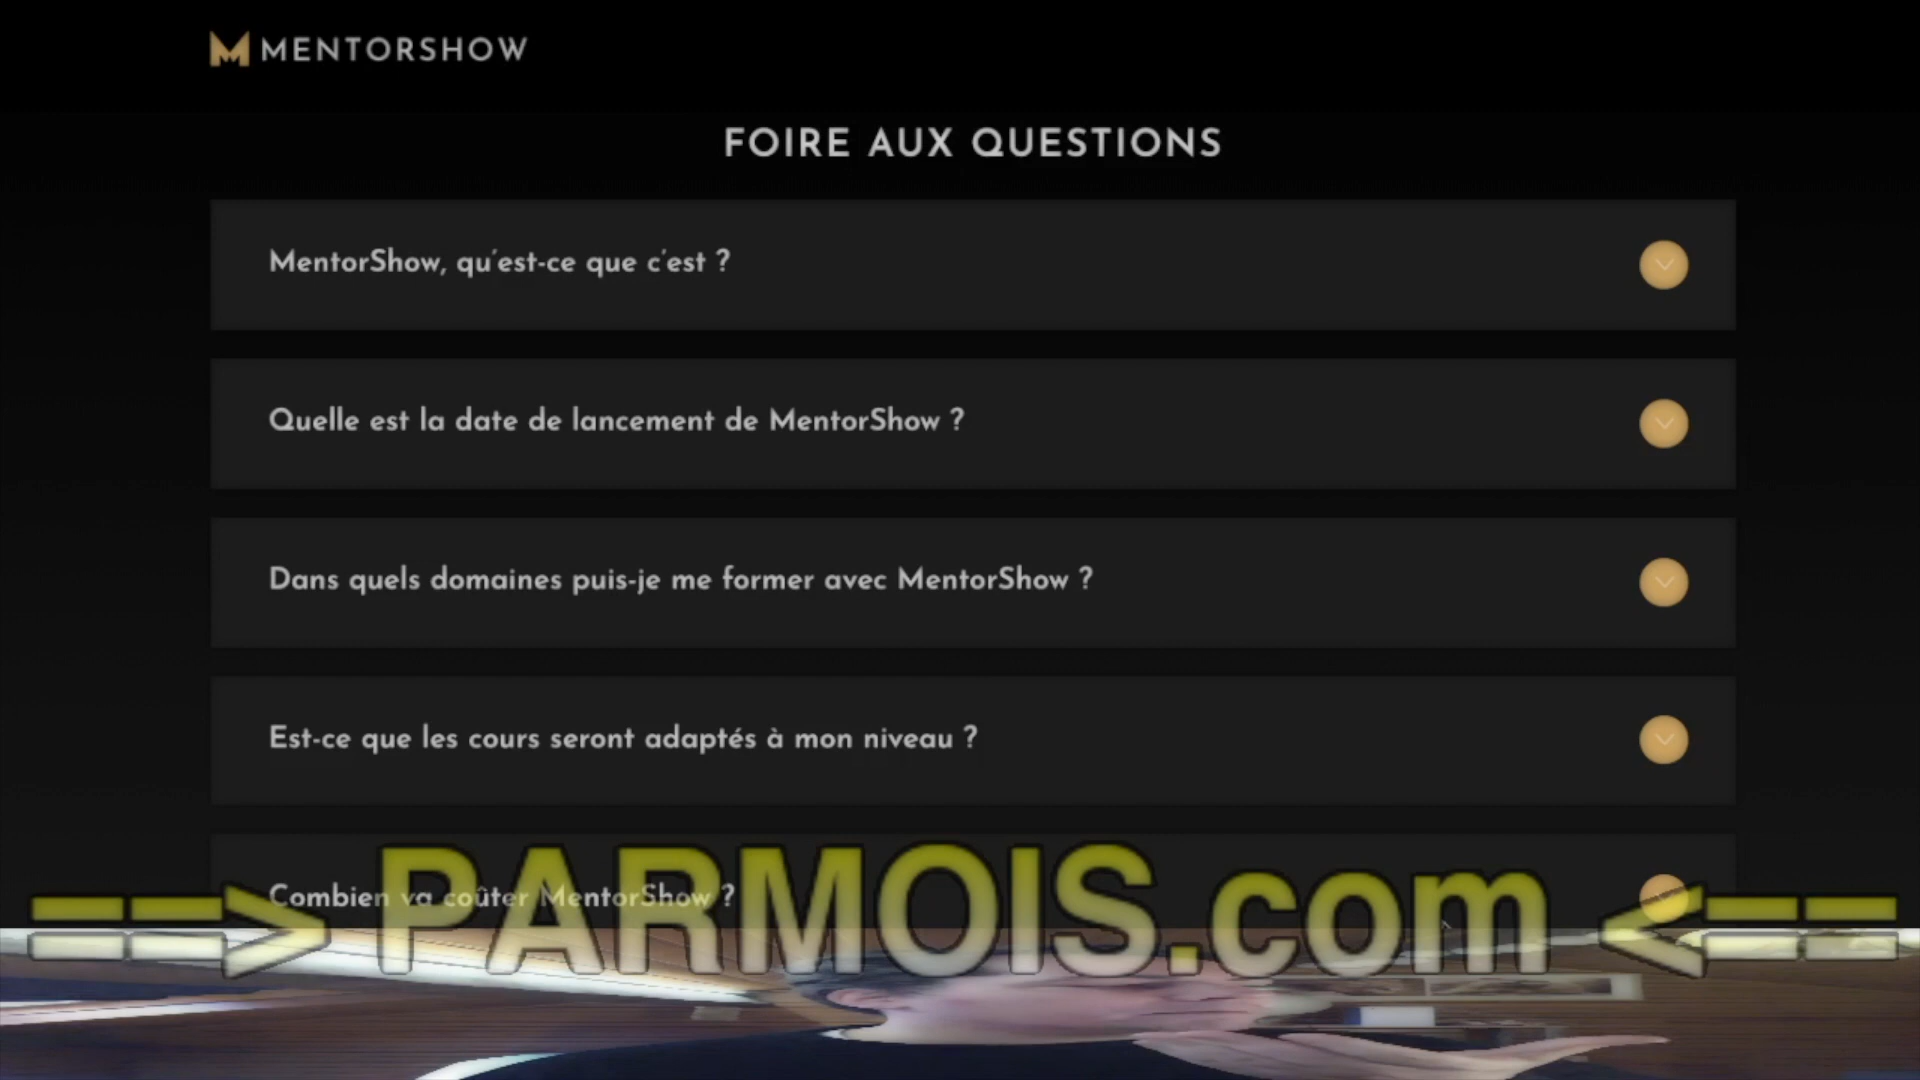 MENTORSHOW
FOIRE AUX QUESTIONS
MentorShow, qu'est-ce que c'est ?
Quelle est la date de lancement de MentorShow ?
Dans quels domaines puis-je me former avec MentorShow ?
Est-ce que les cours seront adaptés à mon niveau ?
Combien va coûter MentorShow ?
==> PARMOIS.com <==